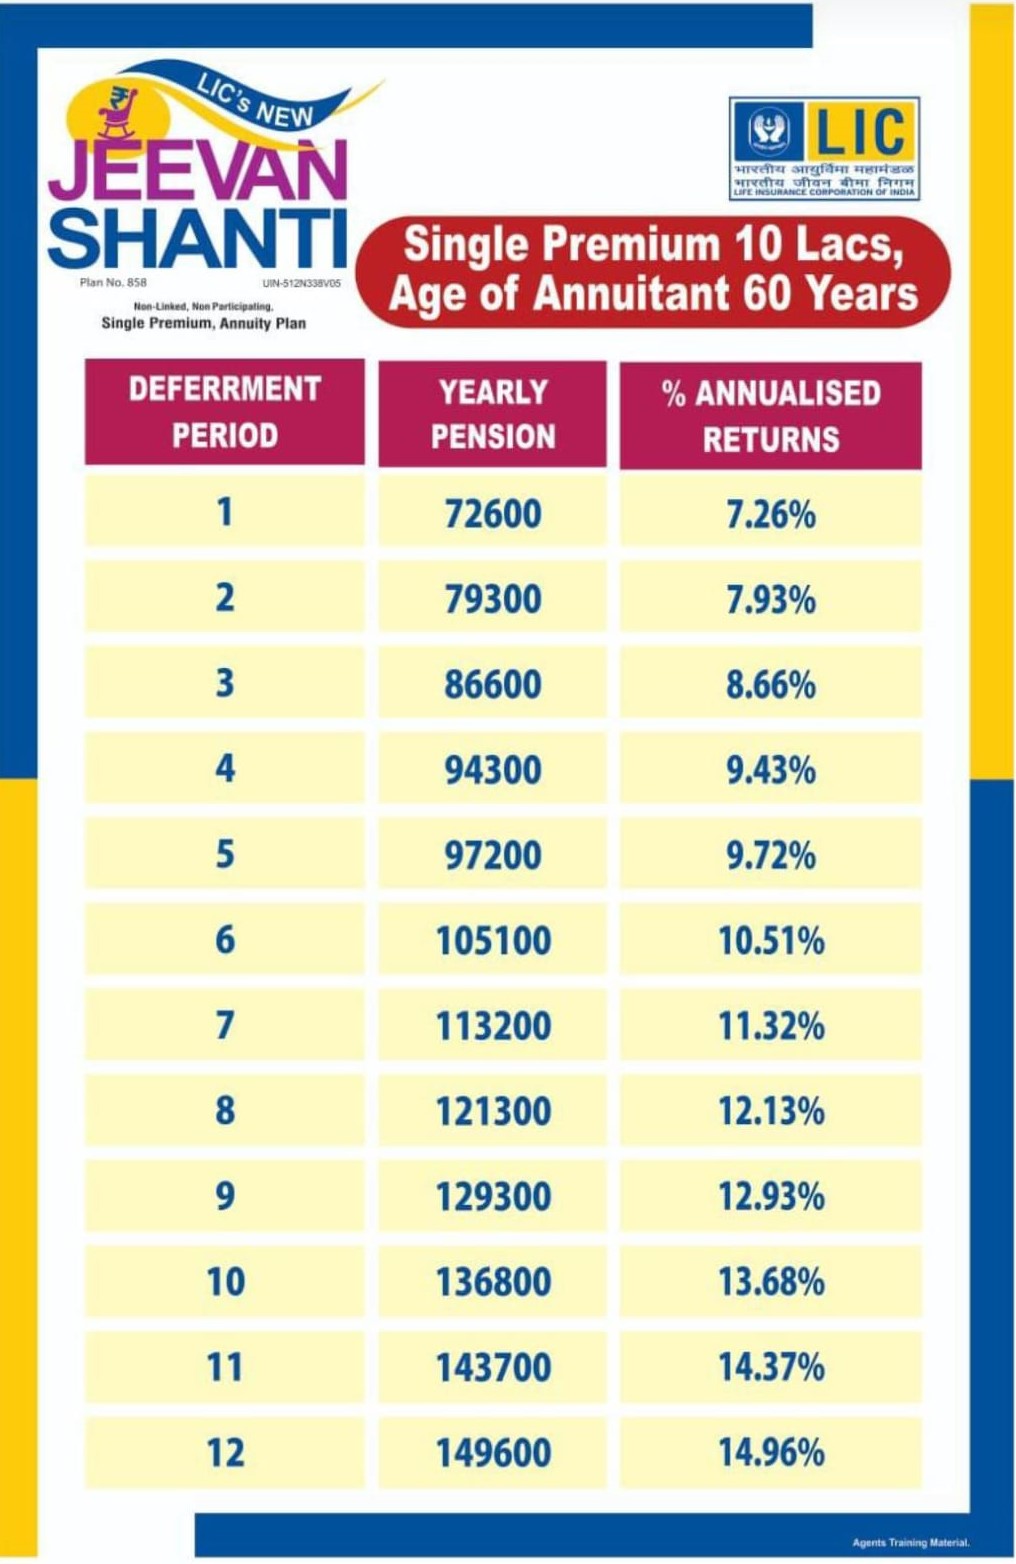 LIC's NEW
JEEVAN
SHANTI
Plan No. 858 UIN-512N338V05
Non-Linked, Non Participating,
Single Premium, Annuity Plan
LIC
भारतीय आयुर्विमा महामंडळ
भारतीय जीवन बीमा निगम
LIFE INSURANCE CORPORATION OF INDIA
Single Premium 10 Lacs,
Age of Annuitant 60 Years
DEFERRMENT PERIOD YEARLY PENSION % ANNUALISED RETURNS
1 72600 7.26%
2 79300 7.93%
3 86600 8.66%
4 94300 9.43%
5 97200 9.72%
6 105100 10.51%
7 113200 11.32%
8 121300 12.13%
9 129300 12.93%
10 136800 13.68%
11 143700 14.37%
12 149600 14.96%
Agents Training Material.